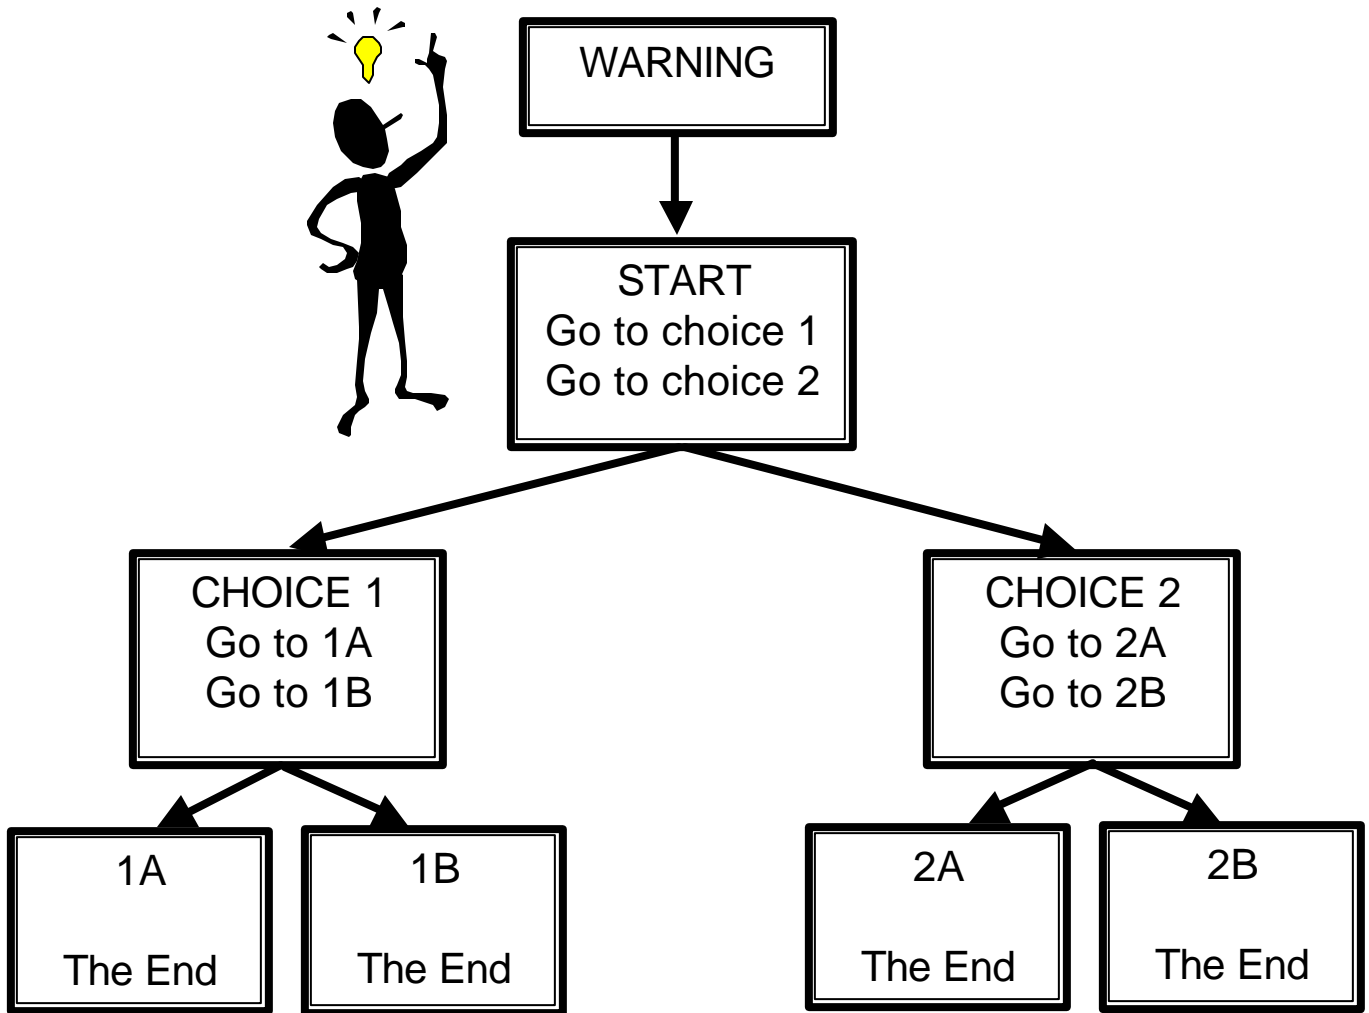 WARNING
START
Go to choice 1
Go to choice 2
CHOICE 1
Go to 1A
Go to 1B
CHOICE 2
Go to 2A
Go to 2B
1A
The End
1B
The End
2A
The End
2B
The End